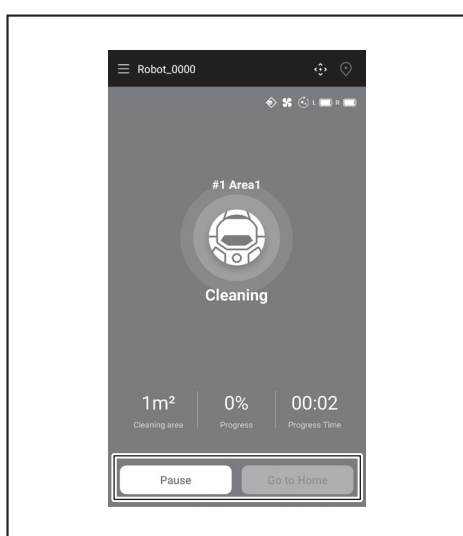 Robot_0000
L R
#1 Area1
Cleaning
1m² 0% 00:02
Cleaning area Progress Progress Time
Pause Go to Home